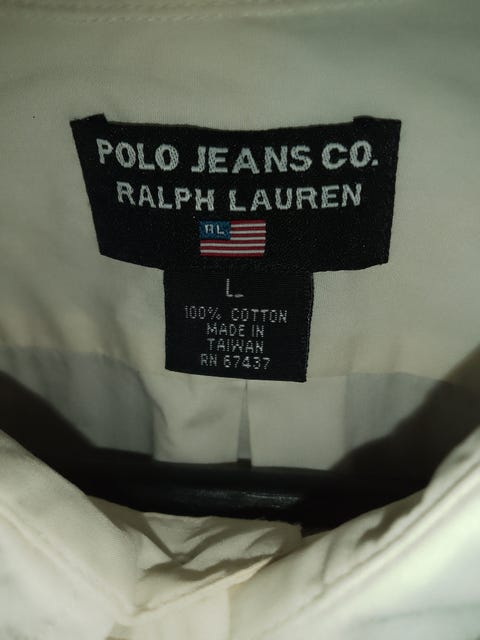 POLO JEANS CO.
RALPH LAUREN
RL
L
100% COTTON
MADE IN
TAIWAN
RN 67437